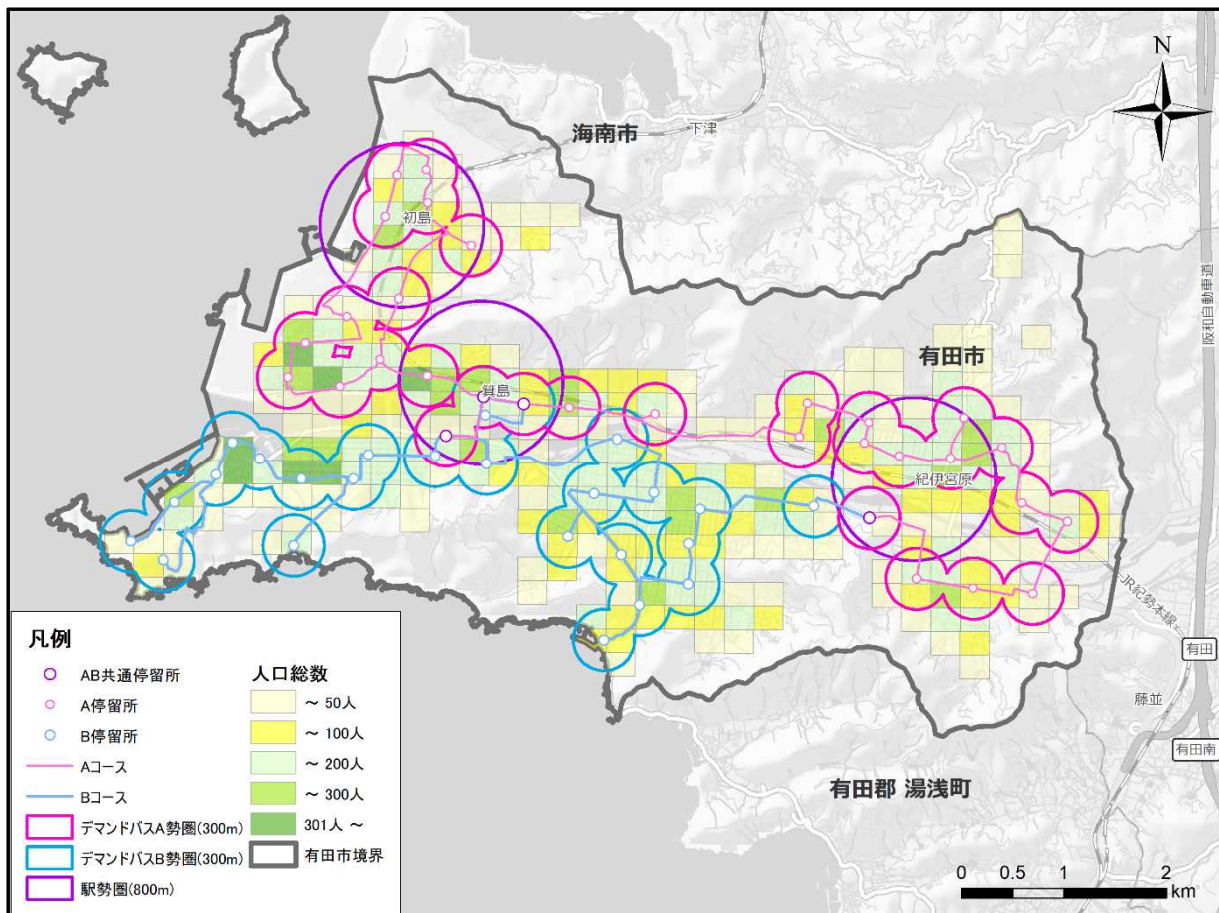 N
海南市
下津
初島
阪和自動車道
有田市
箕島
紀伊宮原
JR紀勢本線
有田
藤並
有田南
有田郡 湯浅町
凡例
AB共通停留所
A停留所
B停留所
Aコース
Bコース
デマンドバスA勢圏(300m)
デマンドバスB勢圏(300m)
駅勢圏(800m)
人口総数
～ 50人
～ 100人
～ 200人
～ 300人
301人 ～
有田市境界
0 0.5 1 2
km